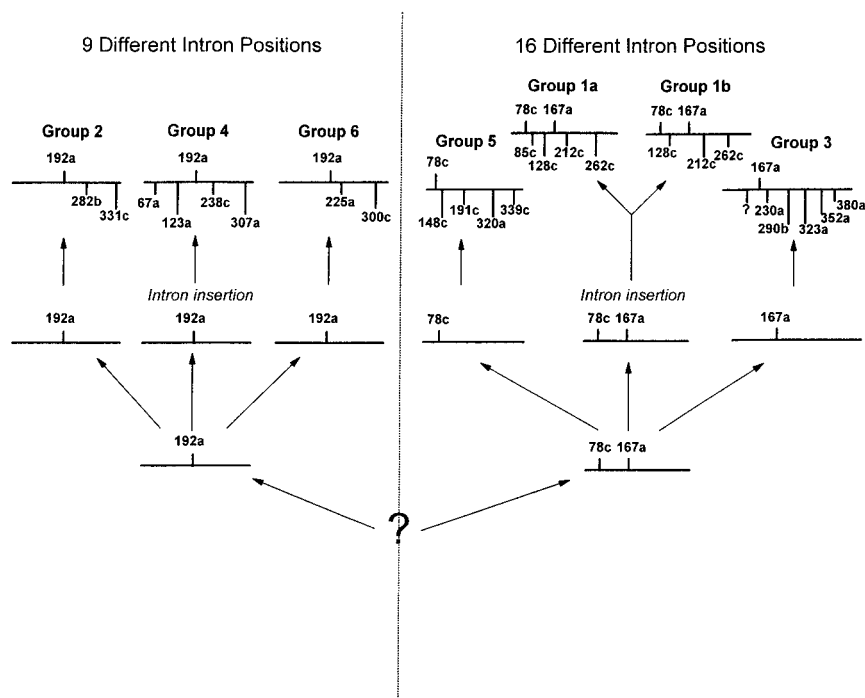 9 Different Intron Positions
16 Different Intron Positions
Group 2
192a
282b
331c
Group 4
192a
67a
238c
123a
307a
Group 6
192a
225a
300c
Group 5
78c
191c 339c
148c
320a
Group 1a
78c 167a
85c
212c
128c
262c
Group 1b
78c 167a
128c
262c
212c
Group 3
167a
380a
? 230a
352a
290b
323a
Intron insertion
192a
192a
192a
Intron insertion
78c
78c 167a
167a
192a
78c 167a
?